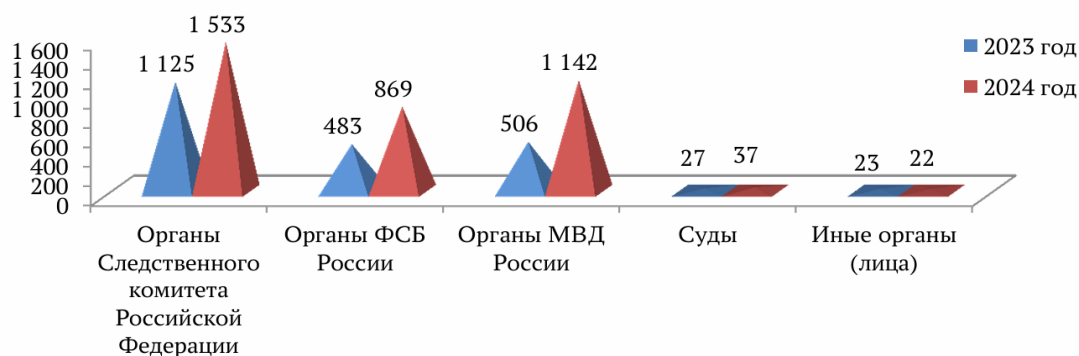 1 533
1 600
1 125
1 142
2023 год
1 400
1 200
869
2024 год
1 000
800
483
506
600
400
27
37
23
22
200
0
Органы
Следственного
комитета
Российской
Федерации
Органы ФСБ
России
Органы МВД
России
Суды
Иные органы
(лица)